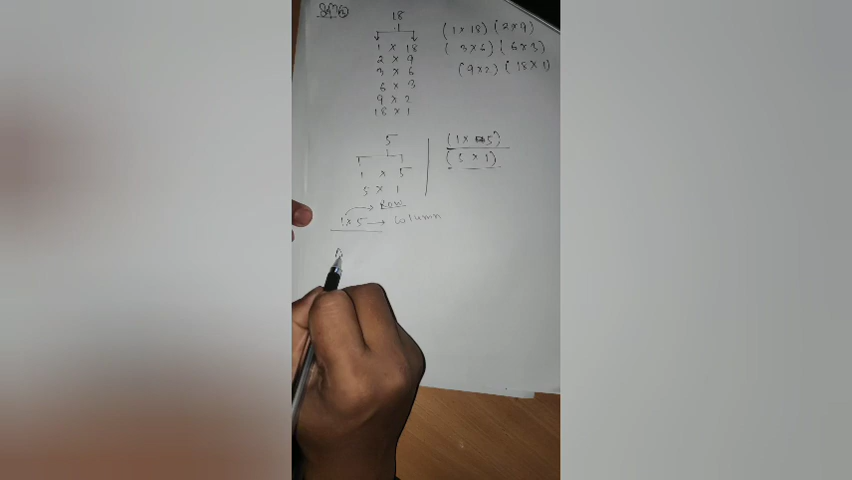 18
1 × 18
2 × 9
3 × 6
6 × 3
9 × 2
18 × 1
(1×18) (2×9)
(3×6) (6×3)
(9×2) (18×1)
5
1 × 5
5 × 1
(1× 5)
(5 × 1)
Row
1×5 → Column